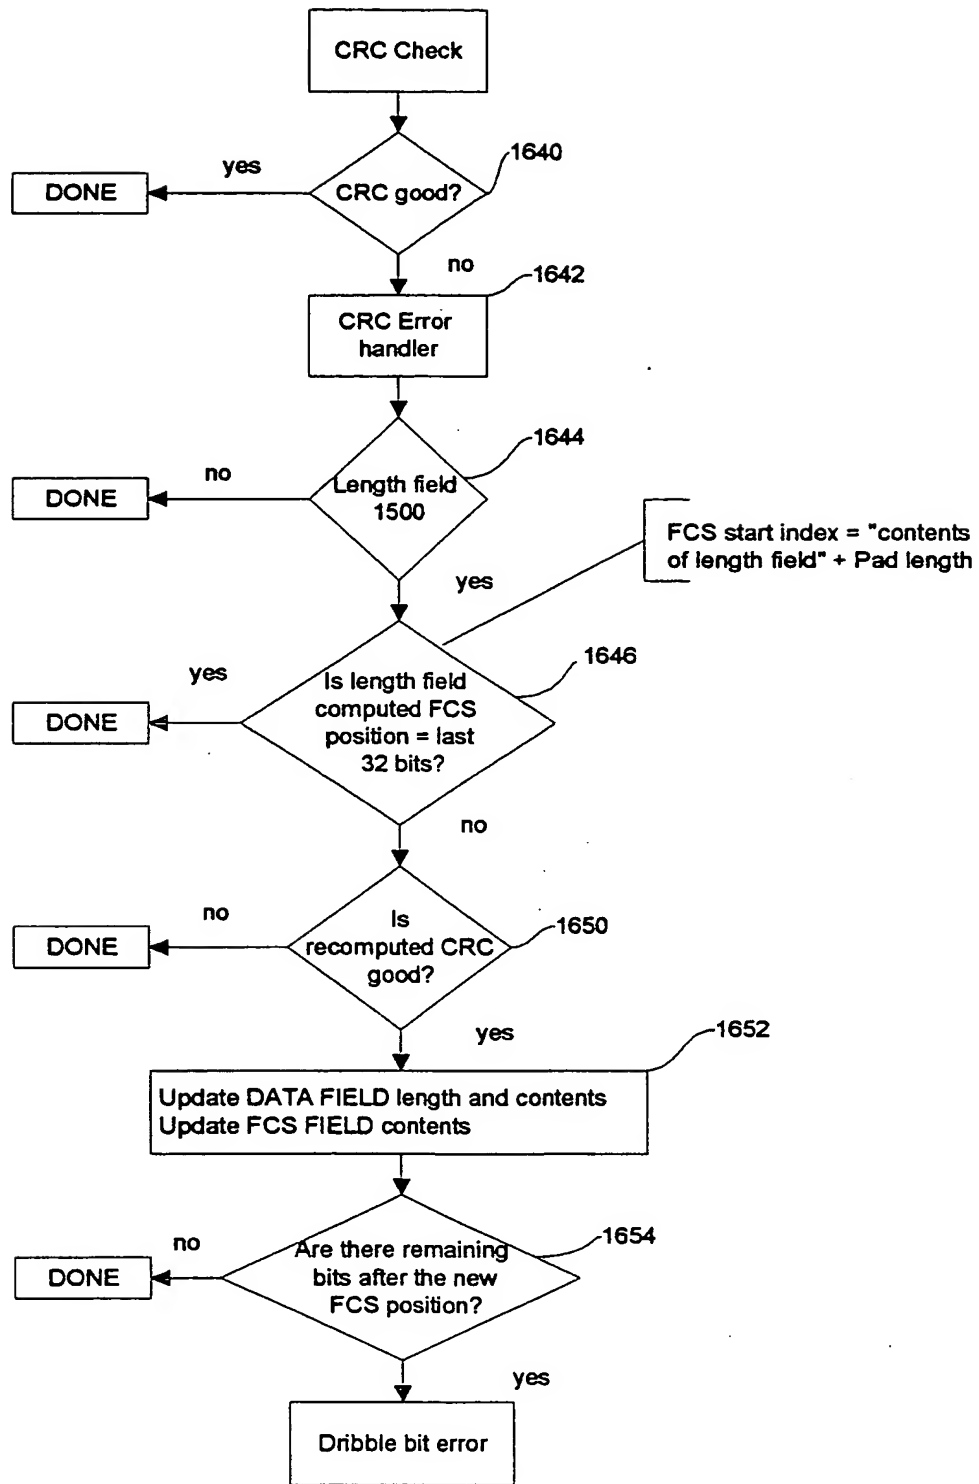 CRC Check
1640
yes
DONE
CRC good?
no
1642
CRC Error
handler
1644
no
DONE
Length field
1500
FCS start index = "contents
of length field" + Pad length
yes
1646
yes
Is length field
computed FCS
position = last
32 bits?
DONE
no
no
Is
recomputed CRC
good?
1650
DONE
yes
1652
Update DATA FIELD length and contents
Update FCS FIELD contents
1654
no
Are there remaining
bits after the new
FCS position?
DONE
yes
Dribble bit error